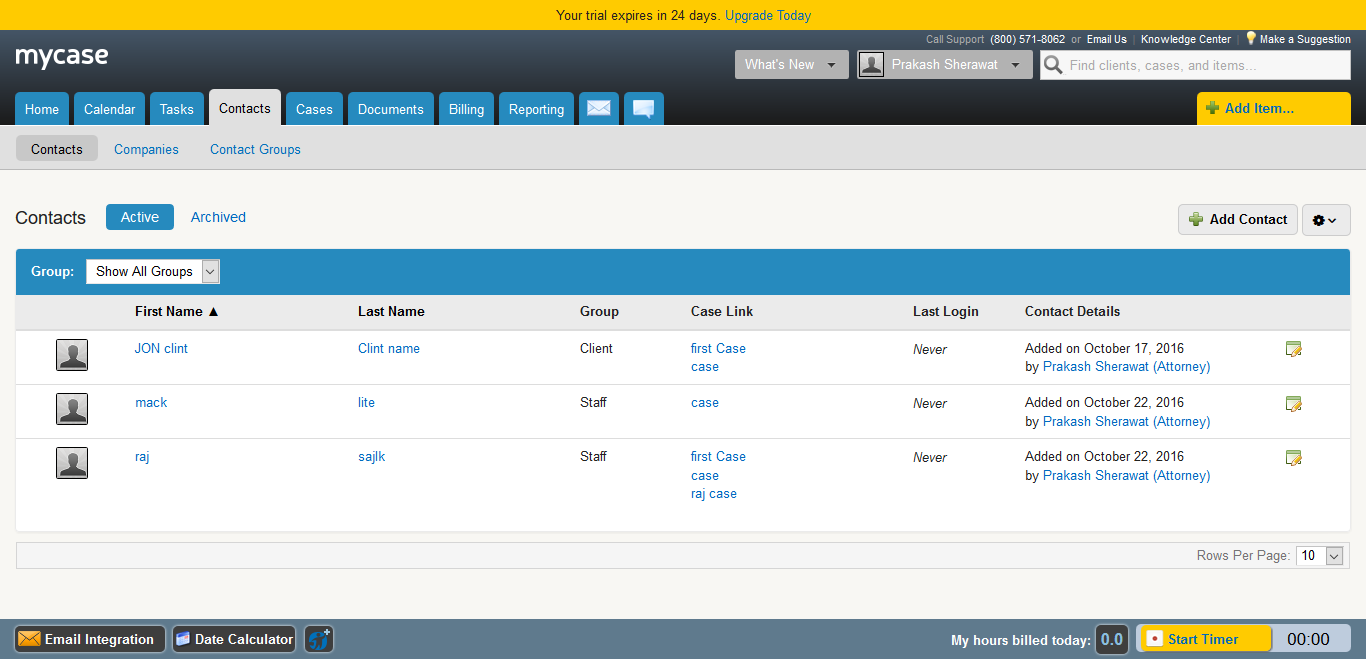 Your trial expires in 24 days. Upgrade Today
Call Support (800) 571-8062 or Email Us Knowledge Center Make a Suggestion
mycase
What's New Prakash Sherawat Find clients, cases, and items...
Home Calendar Tasks Contacts Cases Documents Billing Reporting Add Item...
Contacts Companies Contact Groups
Contacts Active Archived Add Contact
Group: Show All Groups
First Name ▲ Last Name Group Case Link Last Login Contact Details
JON clint Clint name Client first Case Never Added on October 17, 2016
case by Prakash Sherawat (Attorney)
mack lite Staff case Never Added on October 22, 2016
by Prakash Sherawat (Attorney)
raj sajlk Staff first Case Never Added on October 22, 2016
case by Prakash Sherawat (Attorney)
raj case
Rows Per Page: 10
Email Integration Date Calculator My hours billed today: 0.0 Start Timer 00:00